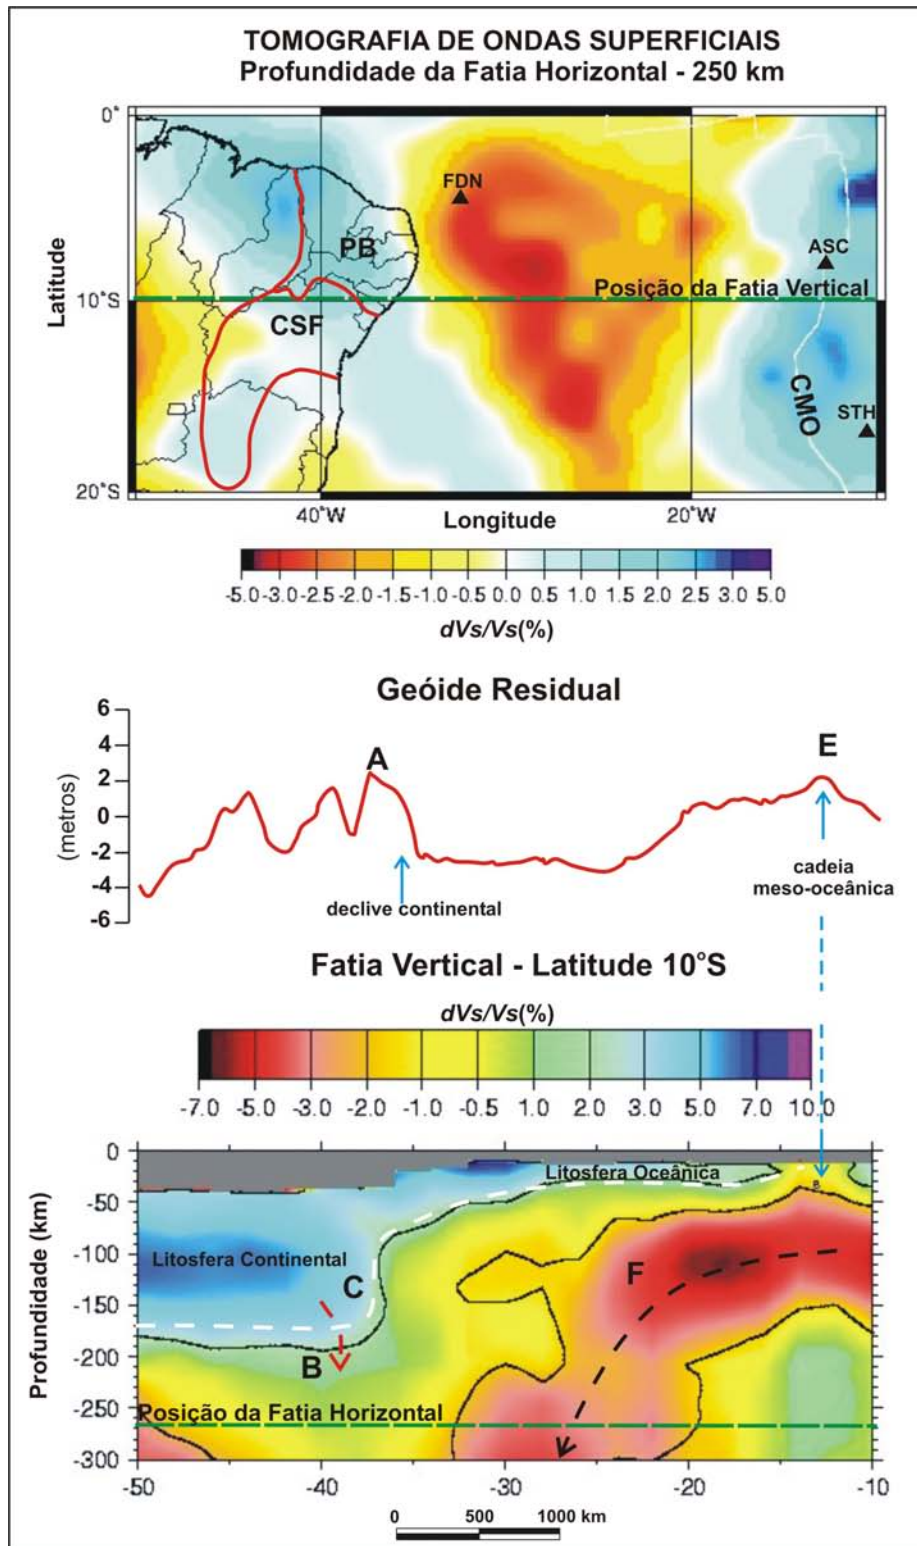 TOMOGRAFIA DE ONDAS SUPERFICIAIS
Profundidade da Fatia Horizontal - 250 km
0°
10°S
20°S
Latitude
FDN
PB
ASC
Posição da Fatia Vertical
CSF
CMO
STH
40°W
20°W
Longitude
-5.0 -3.0 -2.5 -2.0 -1.5 -1.0 -0.5 0.0 0.5 1.0 1.5 2.0 2.5 3.0 5.0
dVs/Vs(%)
Geóide Residual
6
4
2
0
-2
-4
-6
(metros)
A
E
declive continental
cadeia
meso-oceânica
Fatia Vertical - Latitude 10°S
dVs/Vs(%)
-7.0 -5.0 -3.0 -2.0 -1.0 -0.5 1.0 2.0 3.0 5.0 7.0 10.0
0
-50
-100
-150
-200
-250
-300
Profundidade (km)
Litosfera Oceânica
Litosfera Continental
C
F
B
Posição da Fatia Horizontal
-50 -40 -30 -20 -10
0 500 1000 km